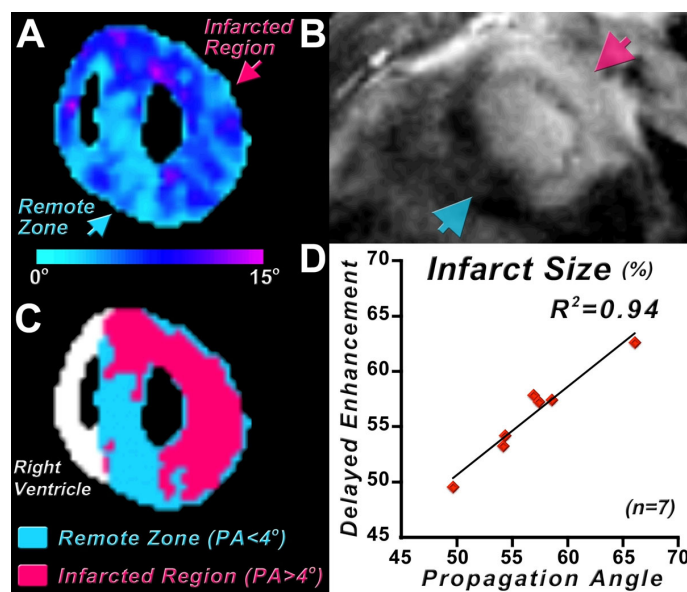 A
Infarcted
Region
Remote
Zone
0°
15°
B
C
Right
Ventricle
Remote Zone (PA<4°)
Infarcted Region (PA>4°)
D
Infarct Size (%)
R²=0.94
(n=7)
Delayed Enhancement
70
65
60
55
50
45
45
50
55
60
65
70
Propagation Angle